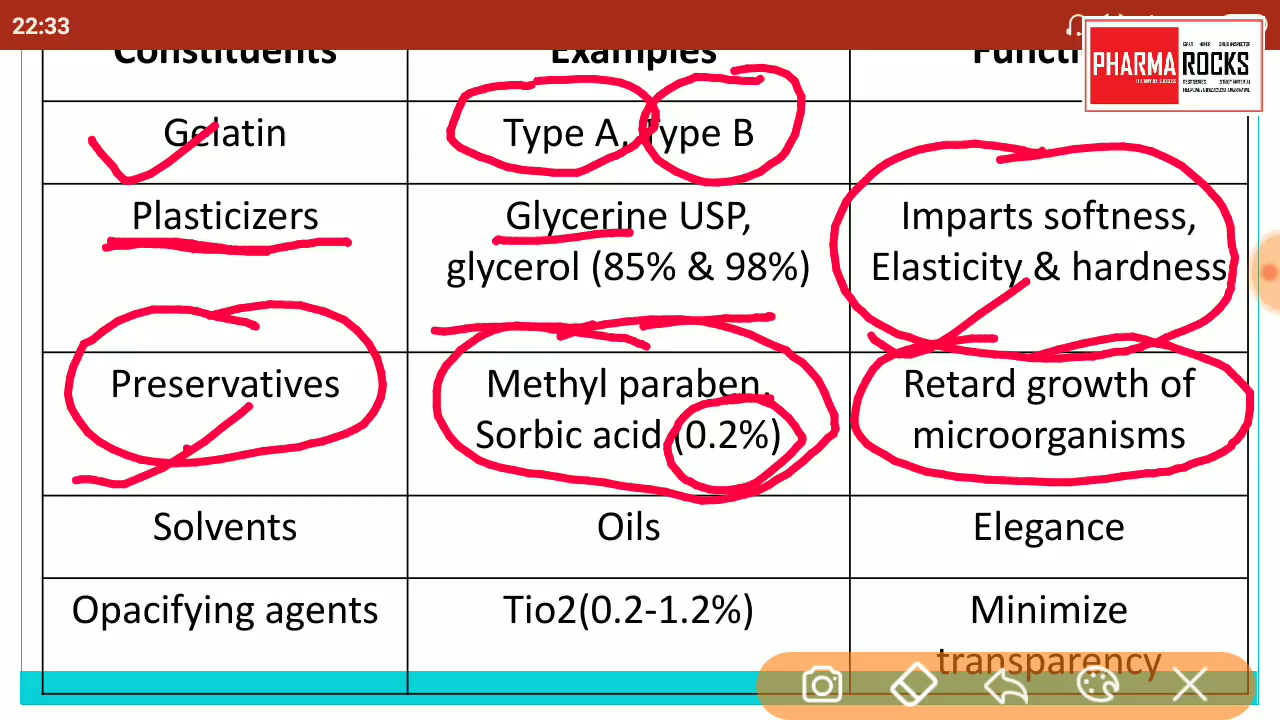 22:33
Constituents Examples
PHARMA ROCKS
Gelatin Type A, Type B
Plasticizers Glycerine USP, Imparts softness,
glycerol (85% & 98%) Elasticity & hardness
Preservatives Methyl paben, Retard growth of
Sorbic acid (0.2%) microorganisms
Solvents Oils Elegance
Opacifying agents Tio2(0.2-1.2%) Minimize
transparency